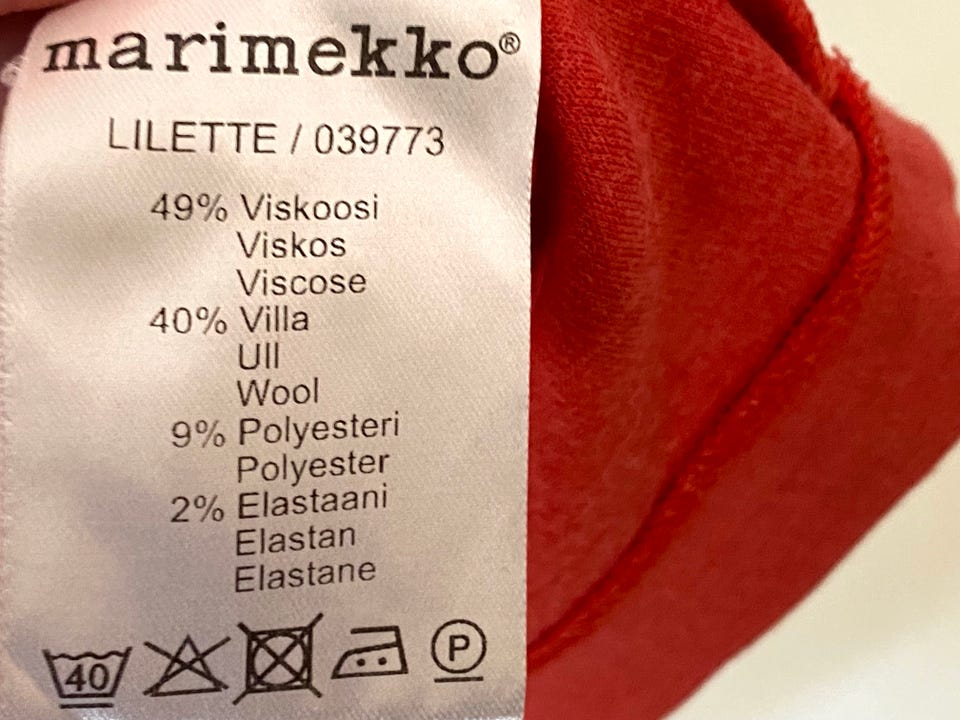 marimekko®
LILETTE / 039773
49% Viskoosi
Viskos
Viscose
40% Villa
Ull
Wool
9% Polyesteri
Polyester
2% Elastaani
Elastan
Elastane
40 P